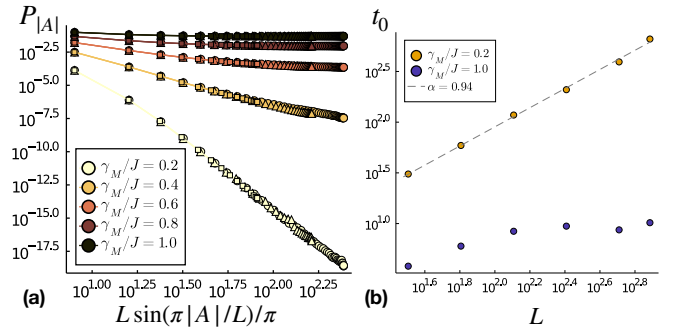 P_{|A|}
10^{−2.5}
10^{−5.0}
10^{−7.5}
10^{−10.0}
10^{−12.5}
10^{−15.0}
10^{−17.5}
γ_M/J = 0.2
γ_M/J = 0.4
γ_M/J = 0.6
γ_M/J = 0.8
γ_M/J = 1.0
10^{1.00} 10^{1.25} 10^{1.50} 10^{1.75} 10^{2.00} 10^{2.25}
(a) L sin(π|A|/L)/π
t_0
10^{2.5}
10^{2.0}
10^{1.5}
10^{1.0}
γ_M/J = 0.2
γ_M/J = 1.0
α = 0.94
10^{1.6} 10^{1.8} 10^{2.0} 10^{2.2} 10^{2.4} 10^{2.6} 10^{2.8}
(b) L